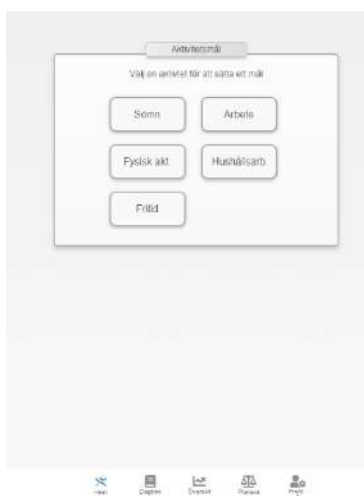 Aktivitetsmål
Välj en aktivitet för att sätta ett mål
Sömn
Arbete
Fysisk akt
Hushållsarb
Fritid
Hem
Dagbok
Översikt
Planera
Profil